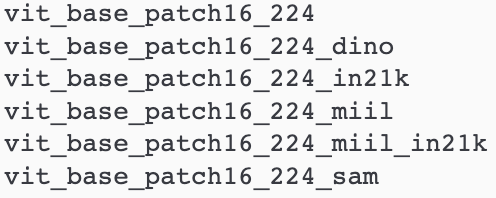 vit_base_patch16_224
vit_base_patch16_224_dino
vit_base_patch16_224_in21k
vit_base_patch16_224_miil
vit_base_patch16_224_miil_in21k
vit_base_patch16_224_sam